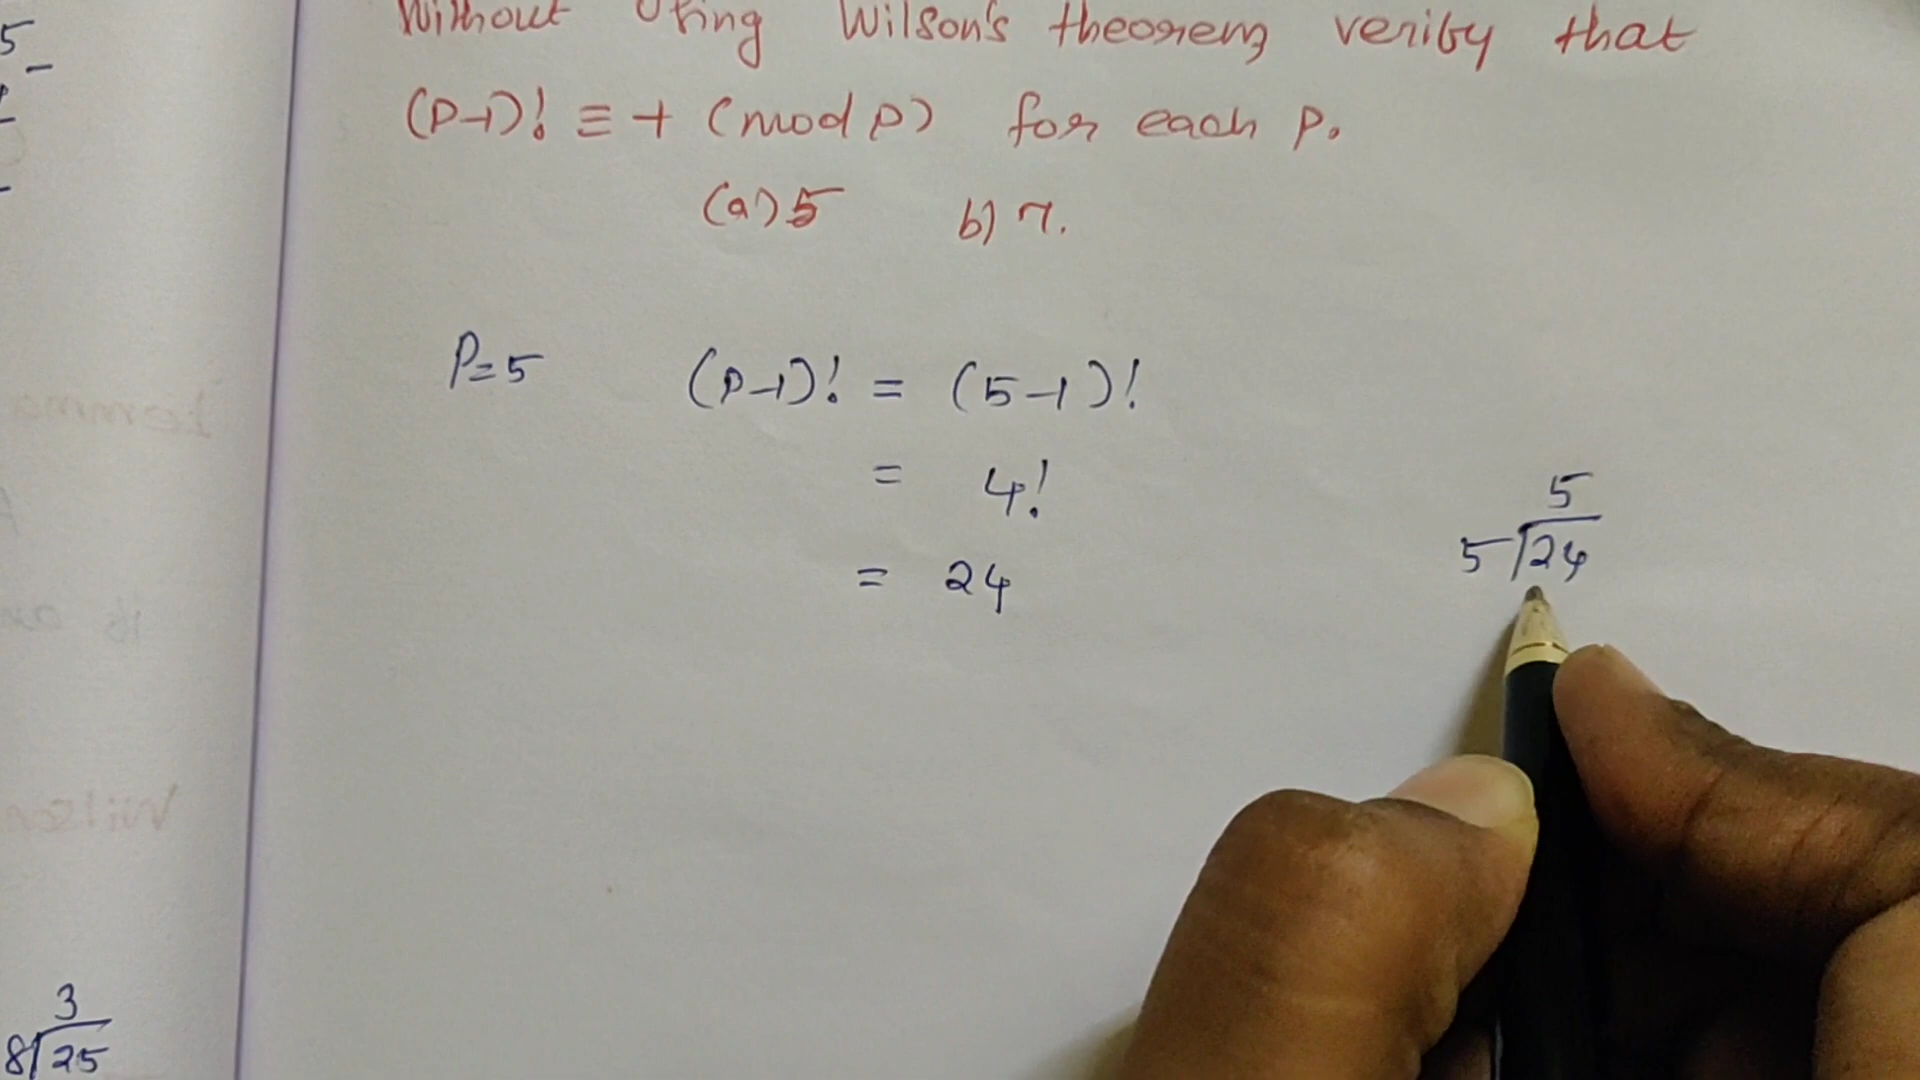 5
Without Using Wilson's theorem verify that
(P-1)! ≡ -1 (mod P) for each P.
(a) 5 b) 7.
P=5 (P-1)! = (5-1)!
= 4!
= 24
5
5 24
3
8 25